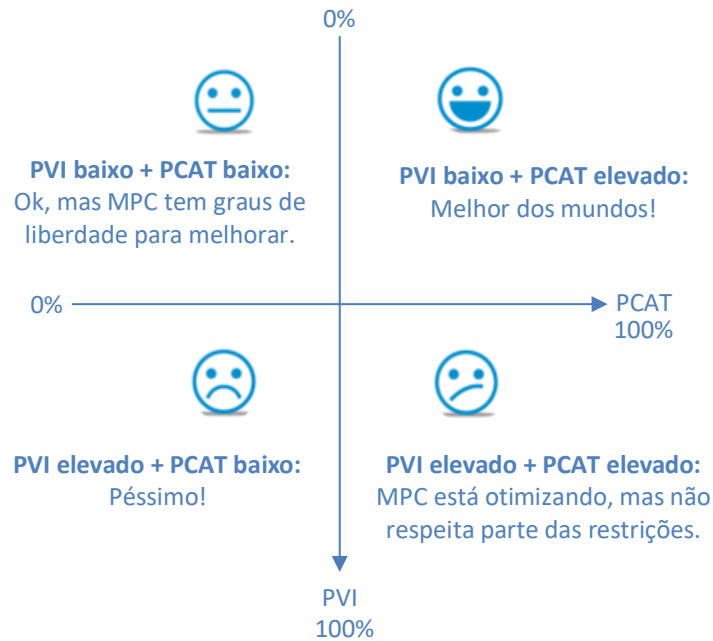 0%
PVI baixo + PCAT baixo:
Ok, mas MPC tem graus de
liberdade para melhorar.
PVI baixo + PCAT elevado:
Melhor dos mundos!
0%
PCAT
100%
PVI elevado + PCAT baixo:
Péssimo!
PVI elevado + PCAT elevado:
MPC está otimizando, mas não
respeita parte das restrições.
PVI
100%